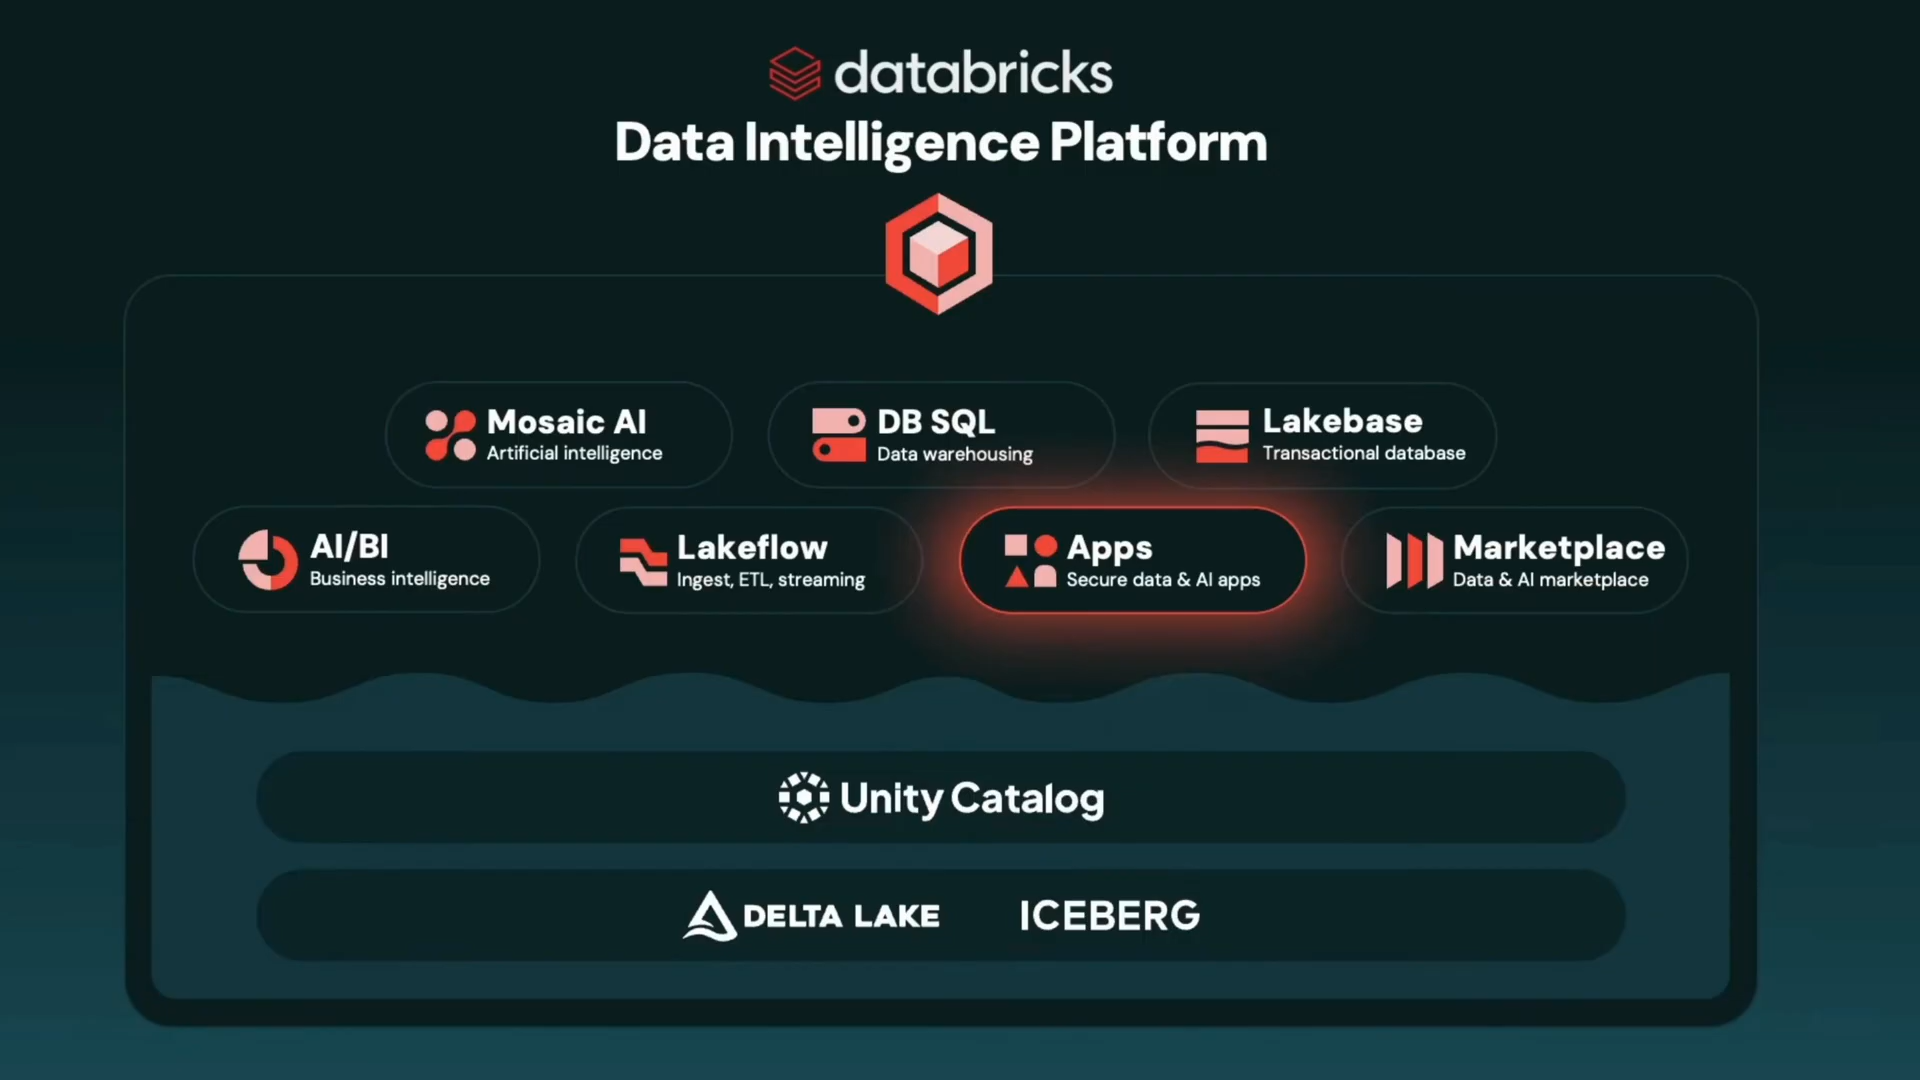 databricks
Data Intelligence Platform
Mosaic AI
Artificial intelligence
DB SQL
Data warehousing
Lakebase
Transactional database
AI/BI
Business intelligence
Lakeflow
Ingest, ETL, streaming
Apps
Secure data & AI apps
Marketplace
Data & AI marketplace
Unity Catalog
DELTA LAKE
ICEBERG